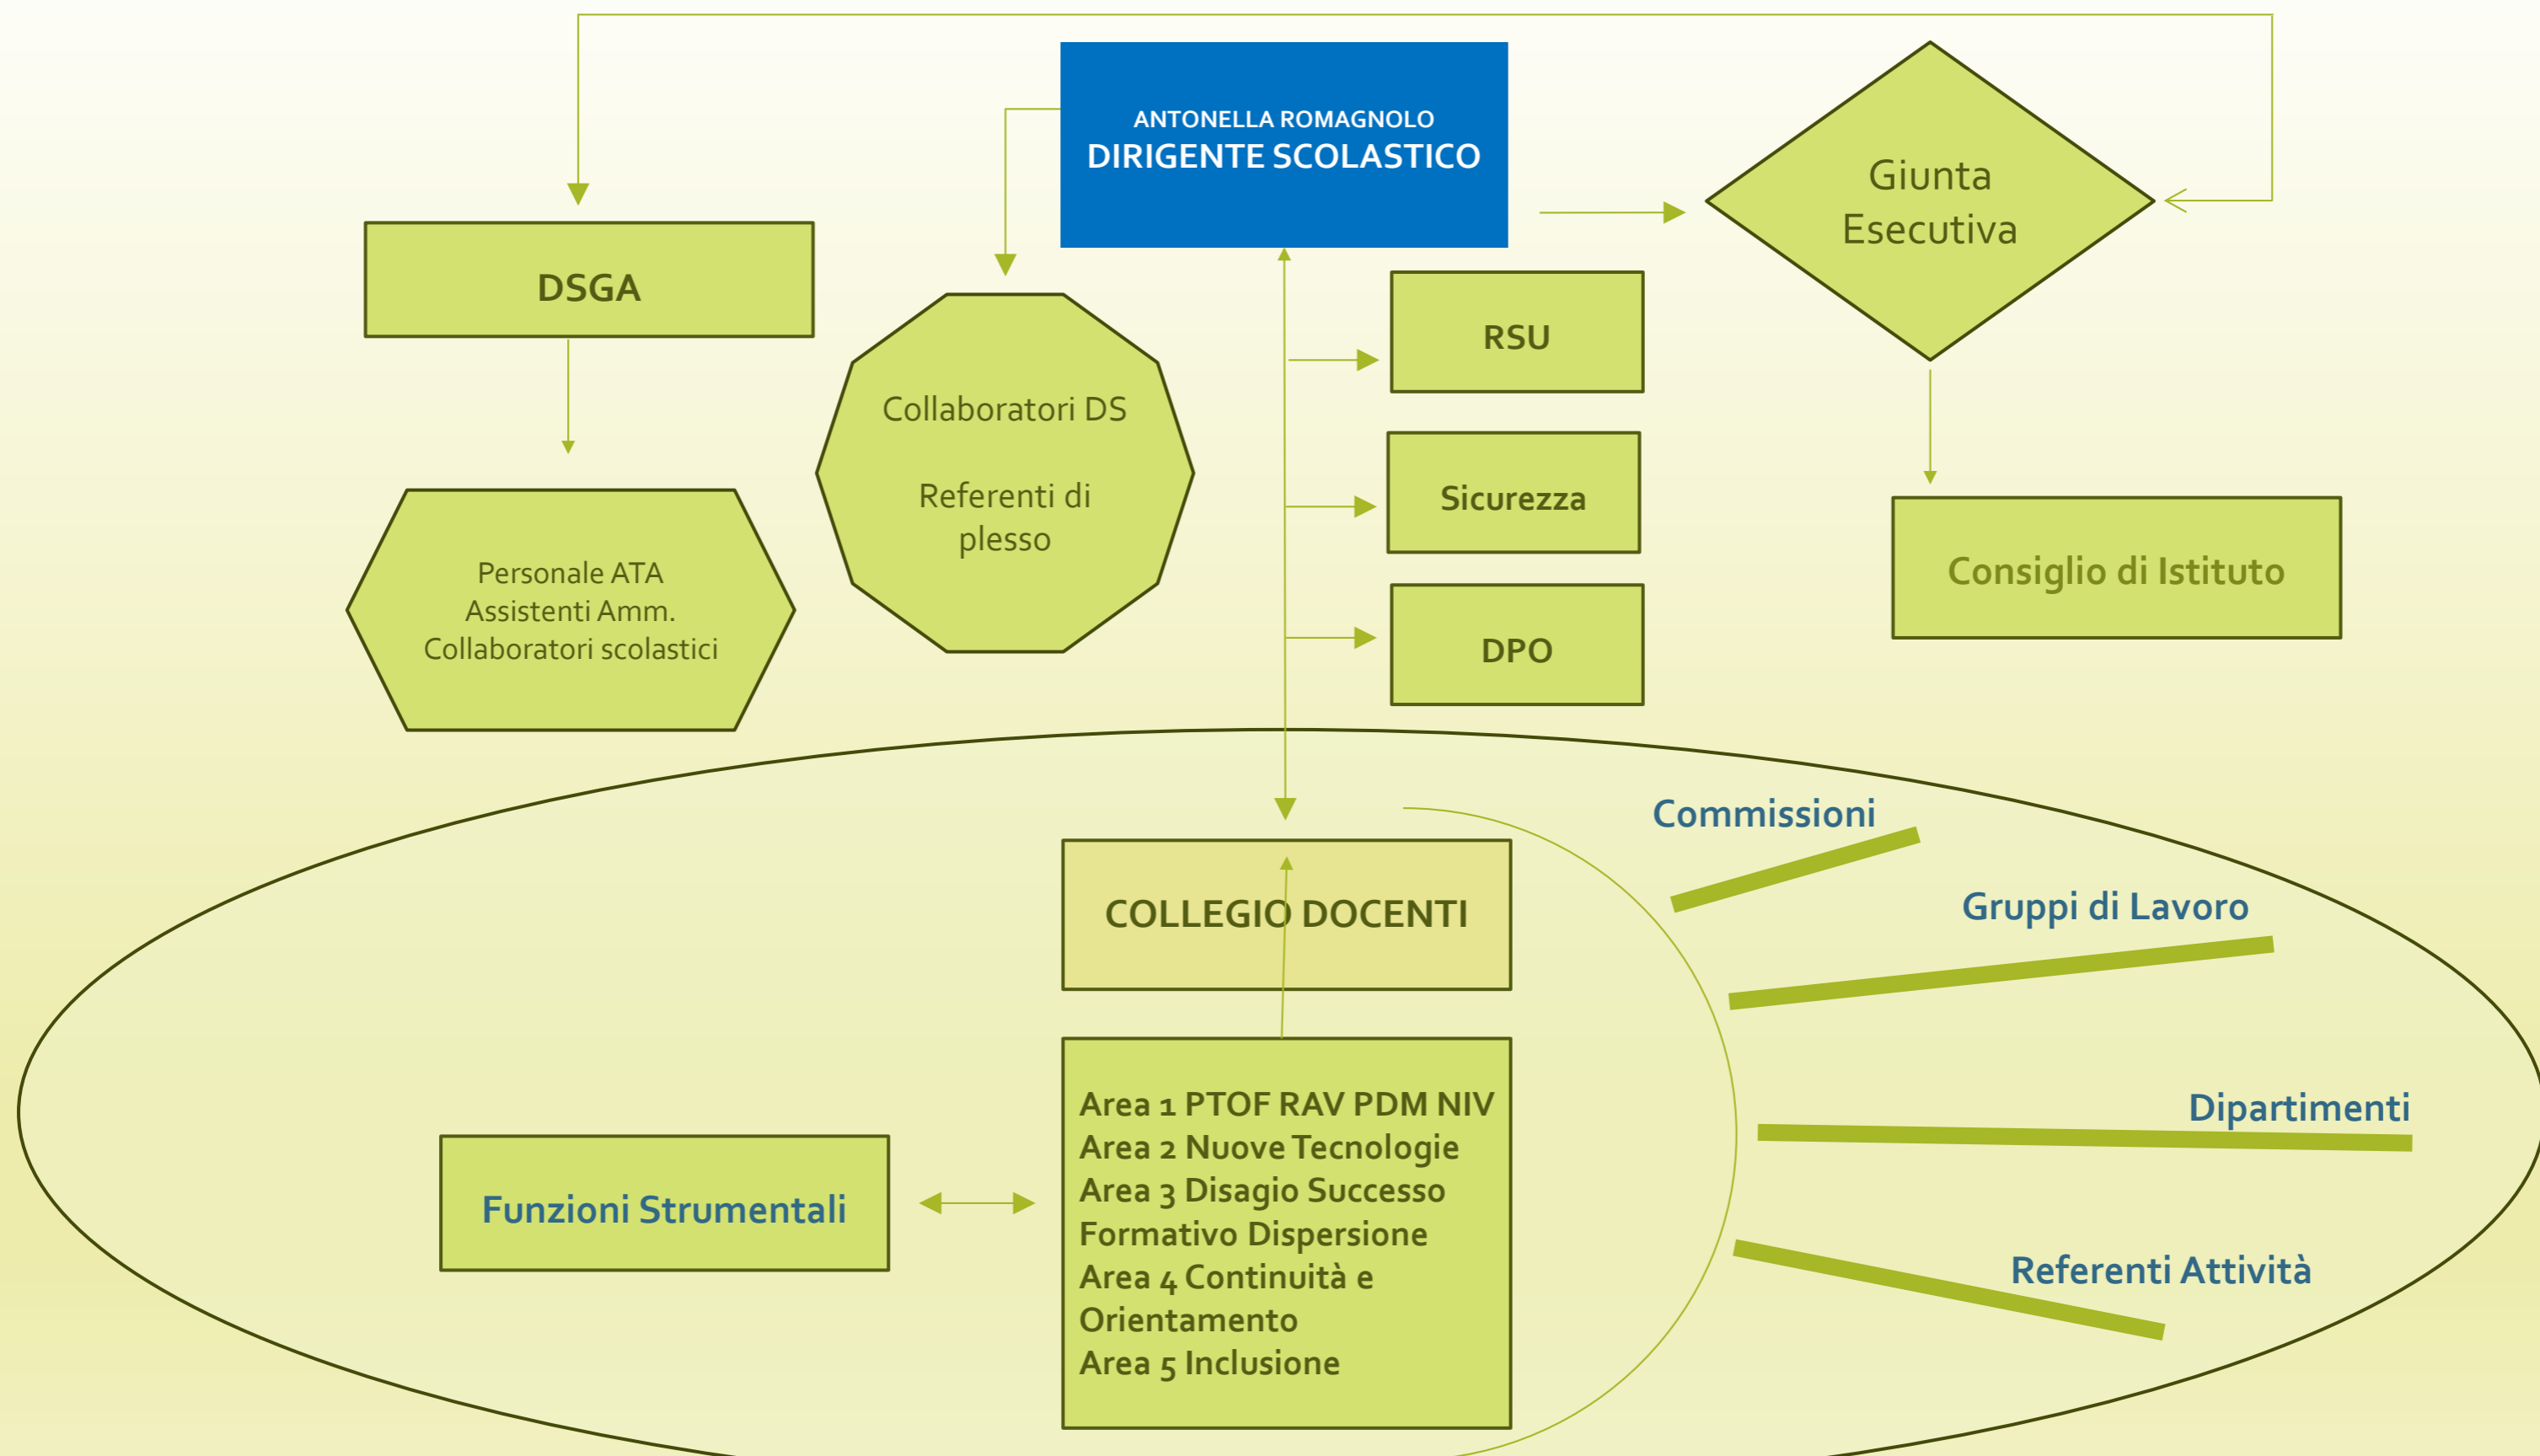 ANTONELLA ROMAGNOLO
DIRIGENTE SCOLASTICO
Giunta
Esecutiva
DSGA
RSU
Collaboratori DS
Referenti di
plesso
Sicurezza
Personale ATA
Assistenti Amm.
Collaboratori scolastici
Consiglio di Istituto
DPO
Commissioni
COLLEGIO DOCENTI
Gruppi di Lavoro
Area 1 PTOF RAV PDM NIV
Area 2 Nuove Tecnologie
Area 3 Disagio Successo
Formativo Dispersione
Area 4 Continuità e
Orientamento
Area 5 Inclusione
Funzioni Strumentali
Dipartimenti
Referenti Attività